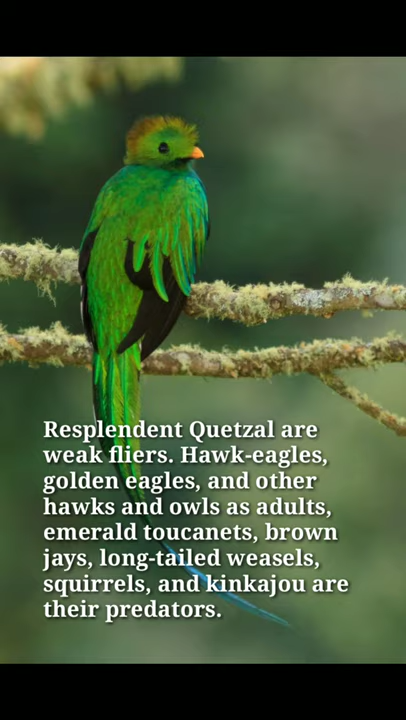 Resplendent Quetzal are
weak fliers. Hawk-eagles,
golden eagles, and other
hawks and owls as adults,
emerald toucanets, brown
jays, long-tailed weasels,
squirrels, and kinkajou are
their predators.